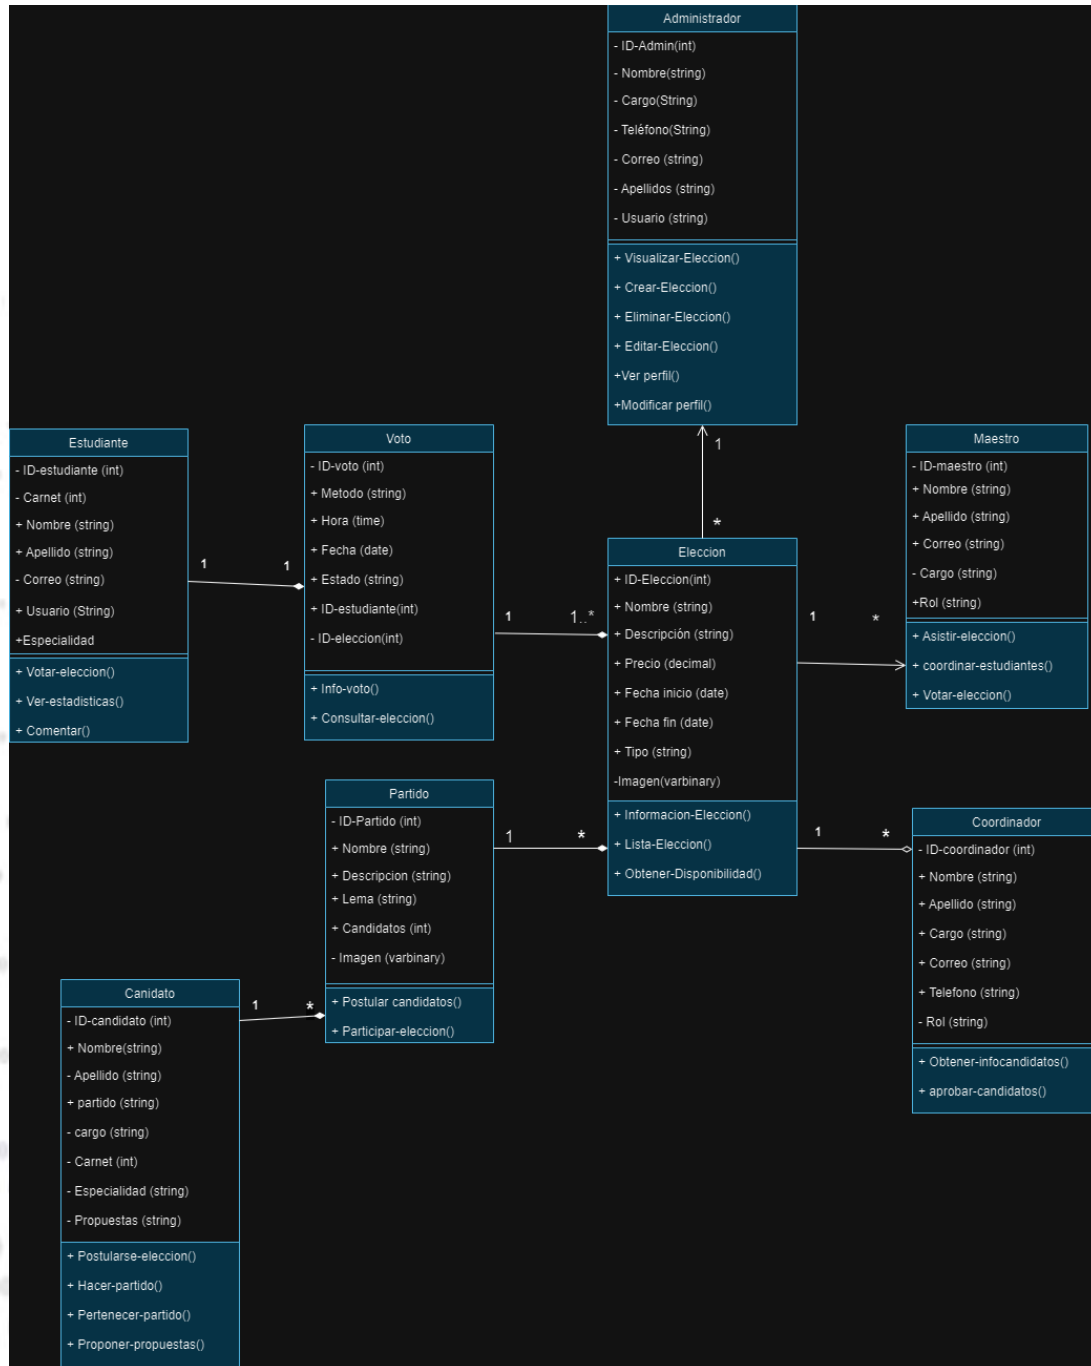 Administrador
- ID-Admin(int)
- Nombre(string)
- Cargo(String)
- Teléfono(String)
- Correo (string)
- Apellidos (string)
- Usuario (string)
+ Visualizar-Eleccion()
+ Crear-Eleccion()
+ Eliminar-Eleccion()
+ Editar-Eleccion()
+Ver perfil()
+Modificar perfil()
1
*
Estudiante
- ID-estudiante (int)
- Carnet (int)
+ Nombre (string)
+ Apellido (string)
- Correo (string)
+ Usuario (String)
+Especialidad
+ Votar-eleccion()
+ Ver-estadisticas()
+ Comentar()
1
1
Voto
- ID-voto (int)
+ Metodo (string)
+ Hora (time)
+ Fecha (date)
+ Estado (string)
+ ID-estudiante(int)
- ID-eleccion(int)
+ Info-voto()
+ Consultar-eleccion()
1
1..*
Eleccion
+ ID-Eleccion(int)
+ Nombre (string)
+ Descripción (string)
+ Precio (decimal)
+ Fecha inicio (date)
+ Fecha fin (date)
+ Tipo (string)
-Imagen(varbinary)
+ Informacion-Eleccion()
+ Lista-Eleccion()
+ Obtener-Disponibilidad()
1
*
Maestro
- ID-maestro (int)
+ Nombre (string)
+ Apellido (string)
+ Correo (string)
- Cargo (string)
+Rol (string)
+ Asistir-eleccion()
+ coordinar-estudiantes()
+ Votar-eleccion()
Partido
- ID-Partido (int)
+ Nombre (string)
+ Descripcion (string)
+ Lema (string)
+ Candidatos (int)
- Imagen (varbinary)
+ Postular candidatos()
+ Participar-eleccion()
1
*
1
*
Coordinador
- ID-coordinador (int)
+ Nombre (string)
+ Apellido (string)
+ Cargo (string)
+ Correo (string)
+ Telefono (string)
- Rol (string)
+ Obtener-infocandidatos()
+ aprobar-candidatos()
Canidato
- ID-candidato (int)
+ Nombre(string)
- Apellido (string)
+ partido (string)
- cargo (string)
- Carnet (int)
- Especialidad (string)
- Propuestas (string)
+ Postularse-eleccion()
+ Hacer-partido()
+ Pertenecer-partido()
+ Proponer-propuestas()
1
*